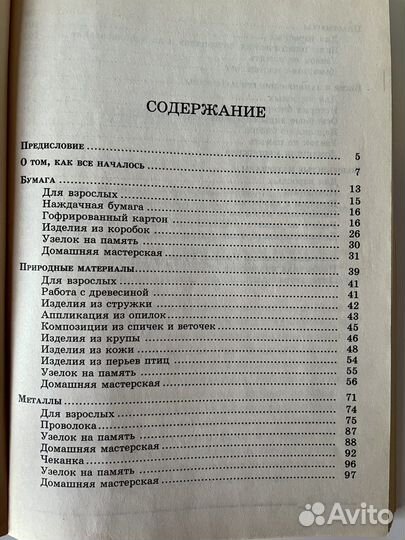 СОДЕРЖАНИЕ
Предисловие 5
О том, как все началось 7
Бумага 13
Для взрослых 15
Наждачная бумага 16
Гофрированный картон 16
Изделия из коробок 26
Узелок на память 30
Домашняя мастерская 31
Природные материалы 39
Для взрослых 41
Работа с древесиной 41
Изделия из стружки 42
Аппликация из опилок 43
Композиции из спичек и веточек 45
Изделия из крупы 46
Изделия из кожи 48
Изделия из перьев птиц 54
Узелок на память 55
Домашняя мастерская 56
Металлы 71
Для взрослых 74
Проволока 75
Узелок на память 87
Домашняя мастерская 88
Чеканка 92
Узелок на память 96
Домашняя мастерская 97
Avito